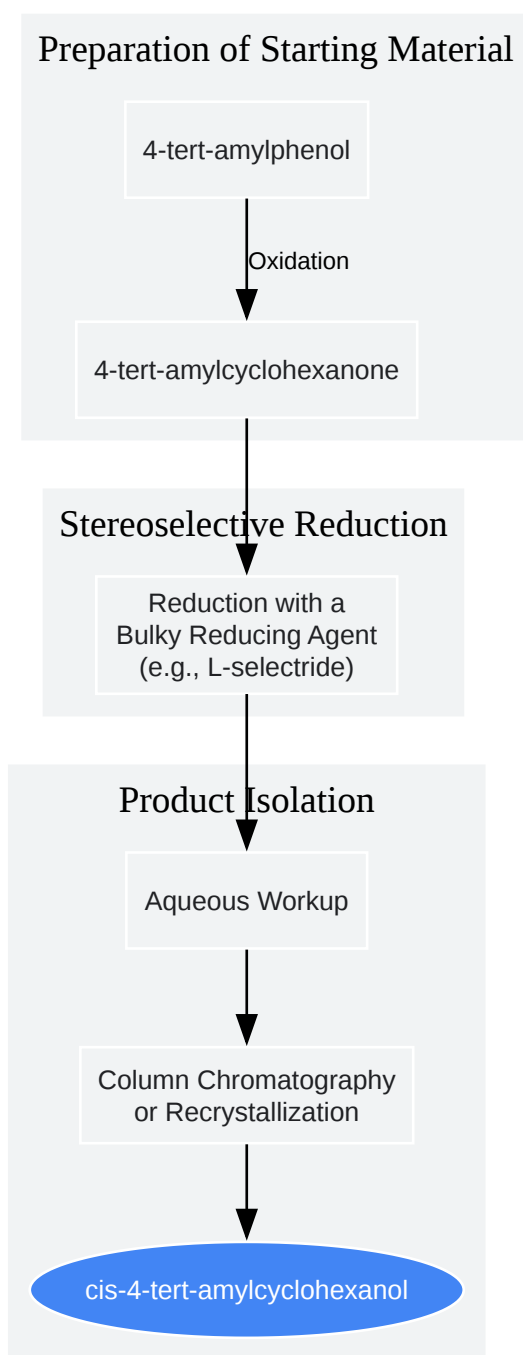 Preparation of Starting Material
4-tert-amylphenol
Oxidation
4-tert-amylcyclohexanone
Stereoselective Reduction
Reduction with a
Bulky Reducing Agent
(e.g., L-selectride)
Product Isolation
Aqueous Workup
Column Chromatography
or Recrystallization
cis-4-tert-amylcyclohexanol